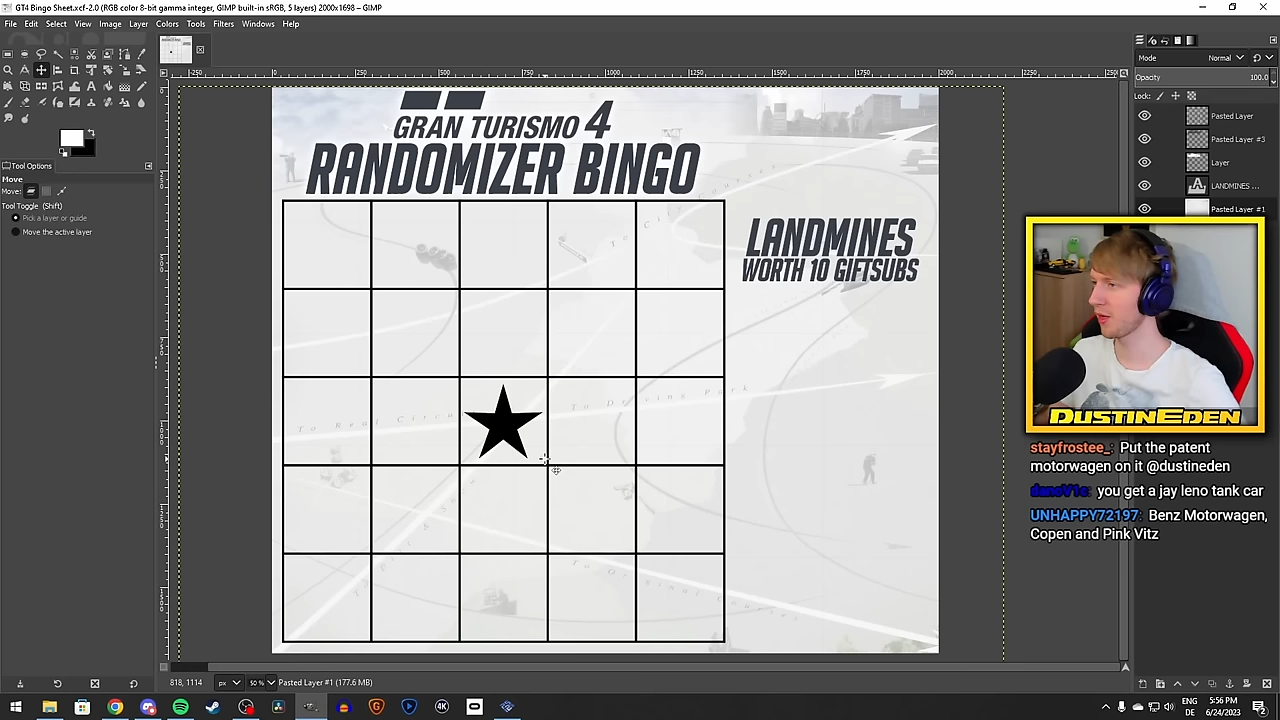 GT4 Bingo Sheet.xcf-2.0 (RGB color 8-bit gamma integer, GIMP built-in sRGB, 5 layers) 2000x1698 – GIMP
File Edit Select View Image Layer Colors Tools Filters Windows Help
Tool Options
Move
Move:
Tool Toggle (Shift)
Pick a layer or guide
Move the active layer
GRAN TURISMO 4
RANDOMIZER BINGO
LANDMINES
WORTH 10 GIFTSUBS
To Driving Park
Mode Normal
Opacity 100.0
Lock:
Pasted Layer
Pasted Layer #3
Layer
LANDMINES ...
Pasted Layer #1
DUSTINEDEN
stayfrostee_: Put the patent
motorwagen on it @dustineden
danoV1c: you get a jay leno tank car
UNHAPPY72197: Benz Motorwagen,
Copen and Pink Vitz
818, 1114 px 50 % Pasted Layer #1 (177.6 MB)
ENG
DE
5:56 PM
6/24/2023